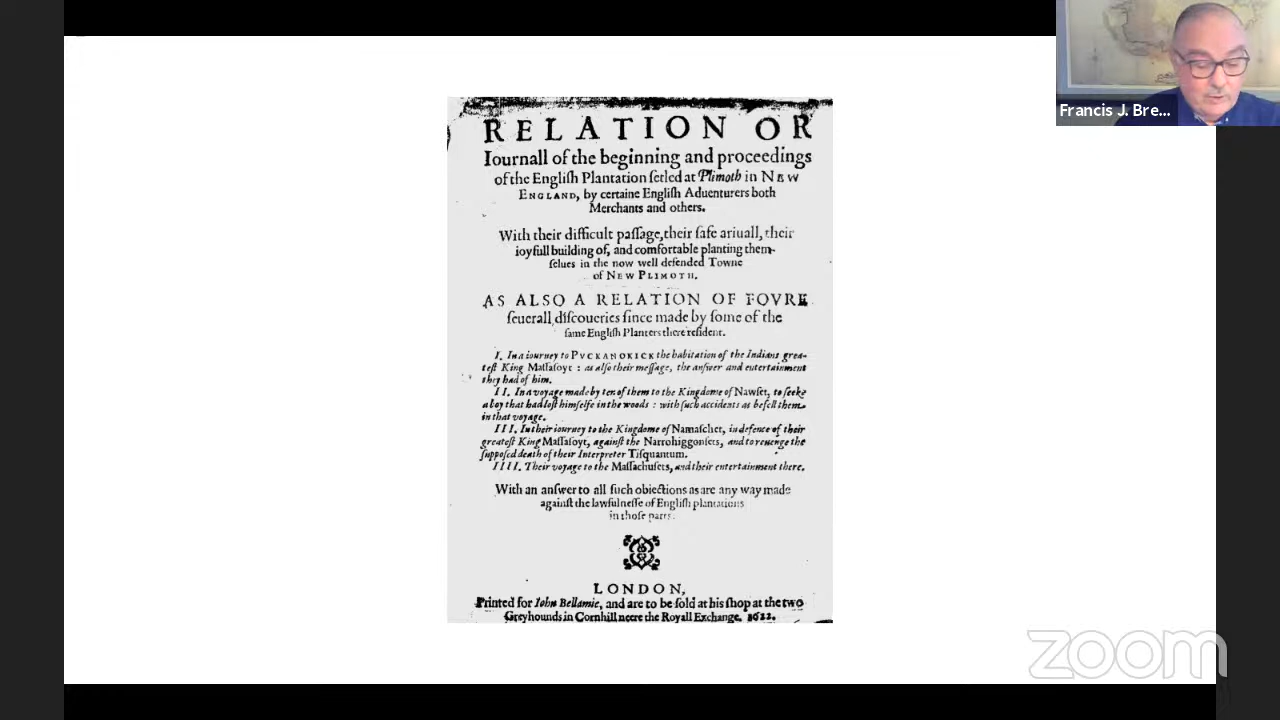 RELATION OR
Iournall of the beginning and proceedings
of the Engliſh Plantation ſetled at Plimoth in NEW
ENGLAND, by certaine Engliſh Aduenturers both
Merchants and others.
With their difficult paſſage, their ſafe ariuall, their
ioyfull building of, and comfortable planting them-
ſelues in the now well defended Towne
of NEW PLIMOTH.
AS ALSO A RELATION OF FOVRE
ſeuerall diſcoueries ſince made by ſome of the
ſame Engliſh Planters there reſident.
I. In a iourney to PVCKANOKICK the habitation of the Indians grea-
teſt King Maſſaſoyt : as alſo their meſſage, the anſwer and entertainment
they had of him.
II. In a voyage made by ten of them to the Kingdome of Nawſet, to ſeeke
a boy that had loſt himſelfe in the woods : with ſuch accidents as befell them
in that voyage.
III. In their iourney to the Kingdome of Namaſchet, in defence of their
greateſt King Maſſaſoyt, againſt the Narrohiggonſets, and to reuenge the
ſuppoſed death of their Interpreter Tiſquantum.
IIII. Their voyage to the Maſſachuſets, and their entertainment there.
With an anſwer to all ſuch obiections as are any way made
againſt the lawfulneſſe of Engliſh plantations
in thoſe parts.
LONDON,
Printed for Iohn Bellamie, and are to be ſold at his ſhop at the two
Greyhounds in Cornhill neere the Royall Exchange. 1622.
Francis J. Bre...
zoom